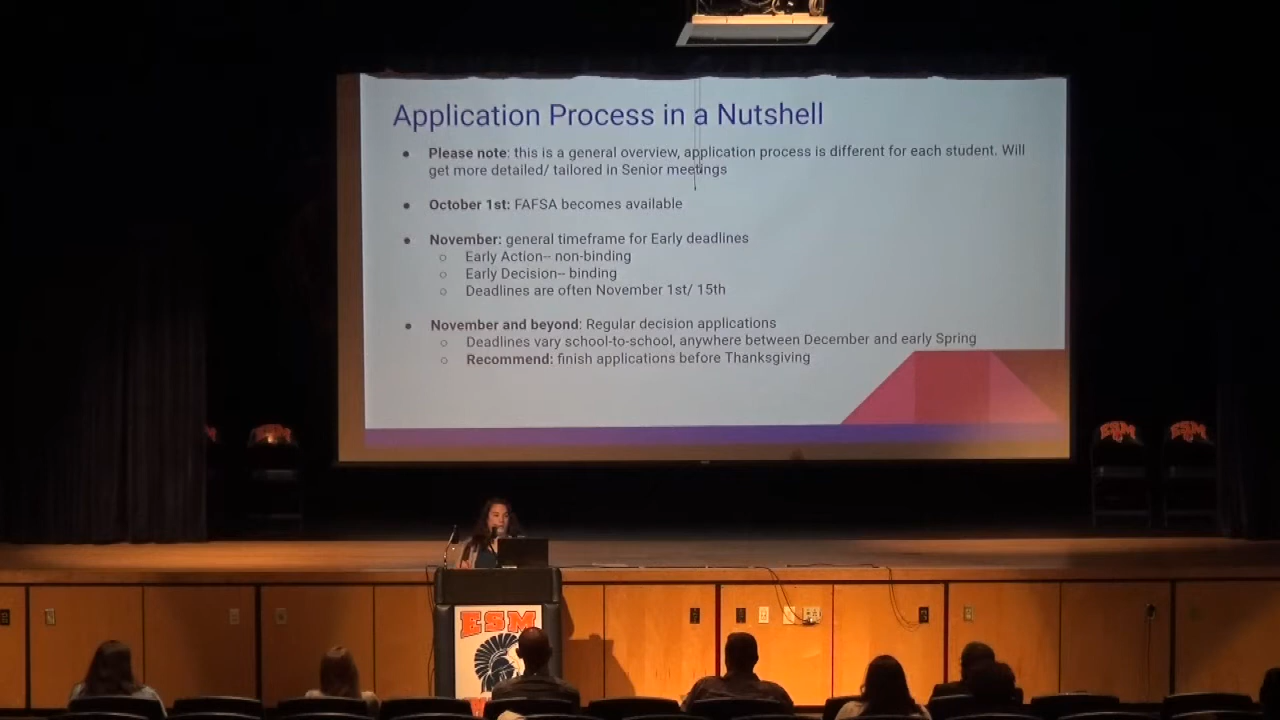 Application Process in a Nutshell
● Please note: this is a general overview, application process is different for each student. Will
get more detailed/ tailored in Senior meetings
● October 1st: FAFSA becomes available
● November: general timeframe for Early deadlines
○ Early Action-- non-binding
○ Early Decision-- binding
○ Deadlines are often November 1st/ 15th
● November and beyond: Regular decision applications
○ Deadlines vary school-to-school, anywhere between December and early Spring
○ Recommend: finish applications before Thanksgiving
ESM
ESM
ESM